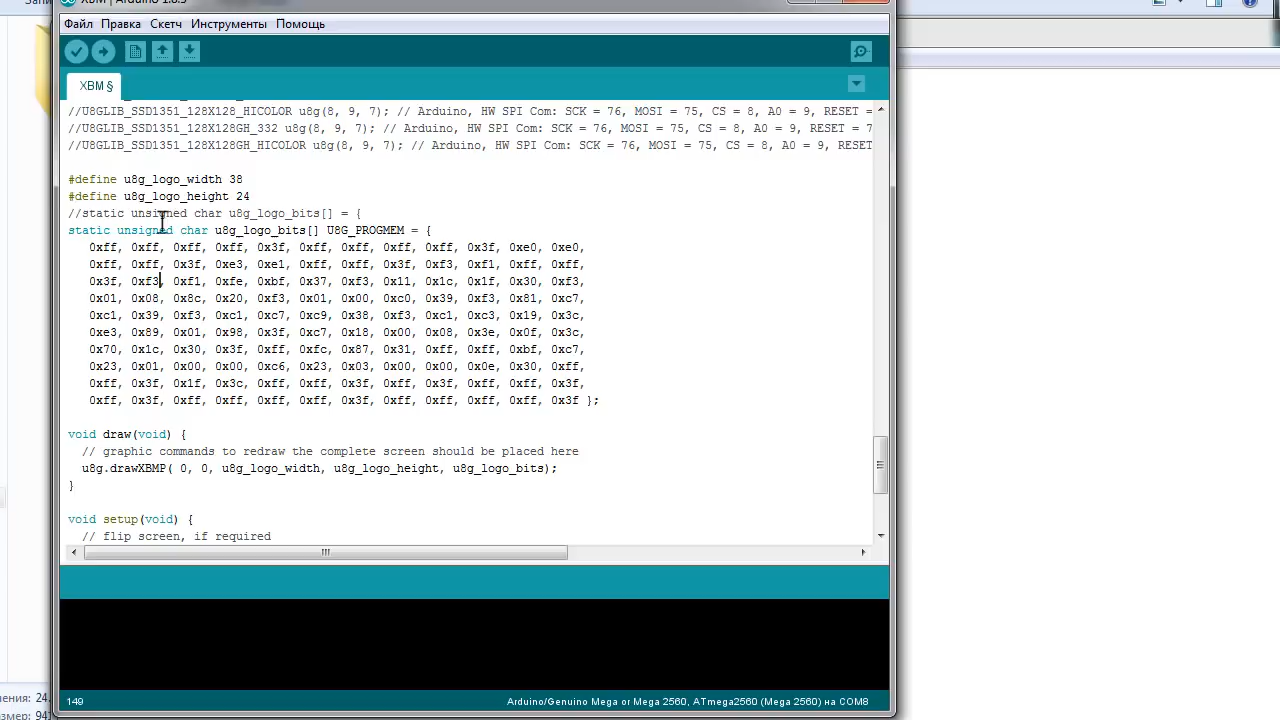 XBM | Arduino 1.8.5
Файл Правка Скетч Инструменты Помощь
XBM §
//U8GLIB_SSD1351_128X128_HICOLOR u8g(8, 9, 7); // Arduino, HW SPI Com: SCK = 76, MOSI = 75, CS = 8, A0 = 9, RESET =
//U8GLIB_SSD1351_128X128GH_332 u8g(8, 9, 7); // Arduino, HW SPI Com: SCK = 76, MOSI = 75, CS = 8, A0 = 9, RESET = 7
//U8GLIB_SSD1351_128X128GH_HICOLOR u8g(8, 9, 7); // Arduino, HW SPI Com: SCK = 76, MOSI = 75, CS = 8, A0 = 9, RESET
#define u8g_logo_width 38
#define u8g_logo_height 24
//static unsigned char u8g_logo_bits[] = {
static unsigned char u8g_logo_bits[] U8G_PROGMEM = {
0xff, 0xff, 0xff, 0xff, 0x3f, 0xff, 0xff, 0xff, 0xff, 0x3f, 0xe0, 0xe0,
0xff, 0xff, 0x3f, 0xe3, 0xe1, 0xff, 0xff, 0x3f, 0xf3, 0xf1, 0xff, 0xff,
0x3f, 0xf3, 0xf1, 0xfe, 0xbf, 0x37, 0xf3, 0x11, 0x1c, 0x1f, 0x30, 0xf3,
0x01, 0x08, 0x8c, 0x20, 0xf3, 0x01, 0x00, 0xc0, 0x39, 0xf3, 0x81, 0xc7,
0xc1, 0x39, 0xf3, 0xc1, 0xc7, 0xc9, 0x38, 0xf3, 0xc1, 0xc3, 0x19, 0x3c,
0xe3, 0x89, 0x01, 0x98, 0x3f, 0xc7, 0x18, 0x00, 0x08, 0x3e, 0x0f, 0x3c,
0x70, 0x1c, 0x30, 0x3f, 0xff, 0xfc, 0x87, 0x31, 0xff, 0xff, 0xbf, 0xc7,
0x23, 0x01, 0x00, 0x00, 0xc6, 0x23, 0x03, 0x00, 0x00, 0x0e, 0x30, 0xff,
0xff, 0x3f, 0x1f, 0x3c, 0xff, 0xff, 0x3f, 0xff, 0x3f, 0xff, 0xff, 0x3f,
0xff, 0x3f, 0xff, 0xff, 0xff, 0xff, 0x3f, 0xff, 0xff, 0xff, 0xff, 0x3f };
void draw(void) {
// graphic commands to redraw the complete screen should be placed here
u8g.drawXBMP( 0, 0, u8g_logo_width, u8g_logo_height, u8g_logo_bits);
}
void setup(void) {
// flip screen, if required
149 Arduino/Genuino Mega or Mega 2560, ATmega2560 (Mega 2560) на COM8